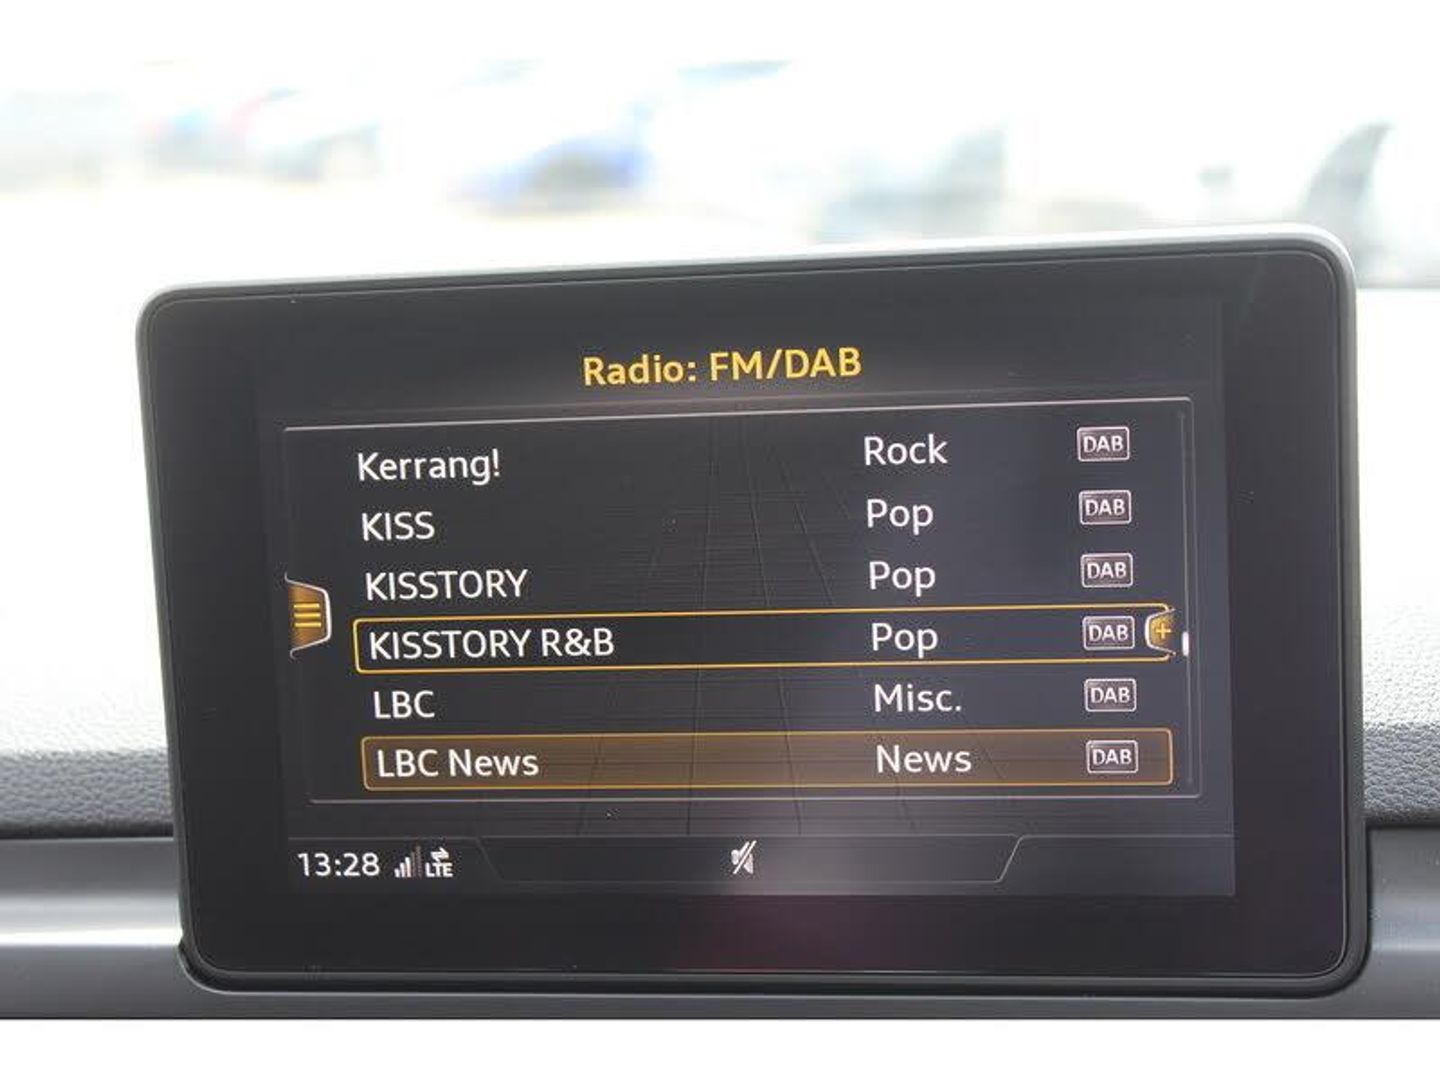 Radio: FM/DAB
Kerrang! Rock DAB
KISS Pop DAB
KISSTORY Pop DAB
KISSTORY R&B Pop DAB +
LBC Misc. DAB
LBC News News DAB
13:28 LTE